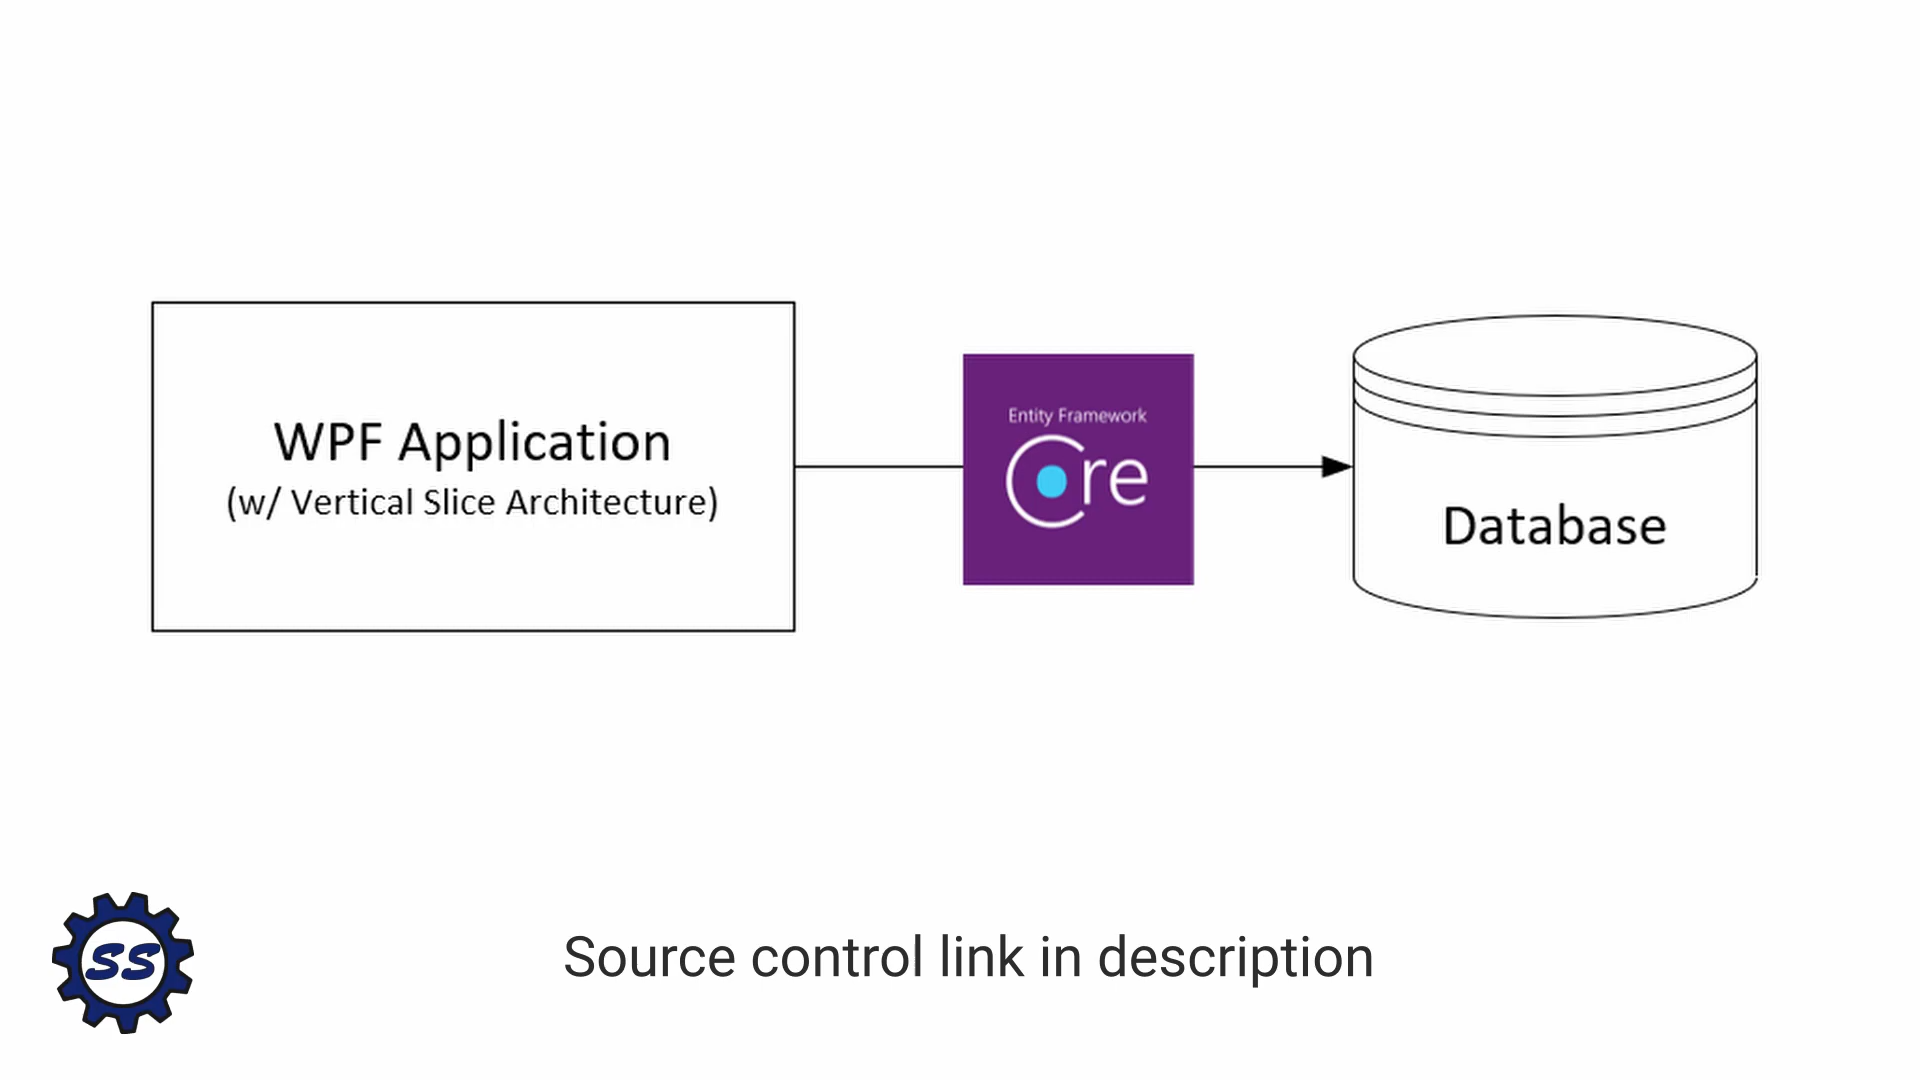 WPF Application
(w/ Vertical Slice Architecture)
Entity Framework
Core
Database
SS
Source control link in description